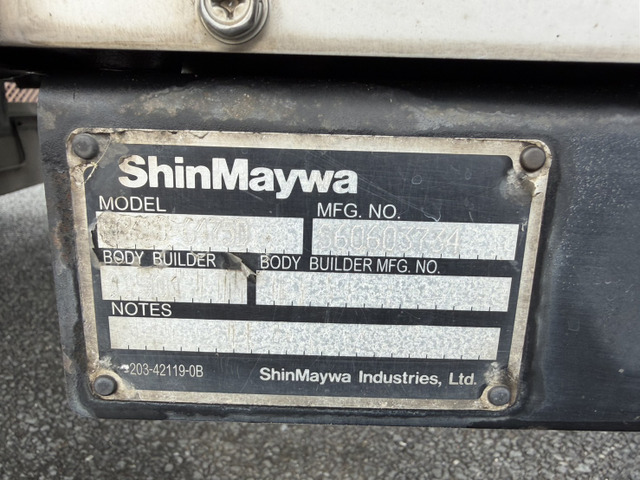 ShinMaywa
MODEL MFG. NO.
BODY BUILDER BODY BUILDER MFG. NO.
NOTES
203-42119-0B ShinMaywa Industries, Ltd.